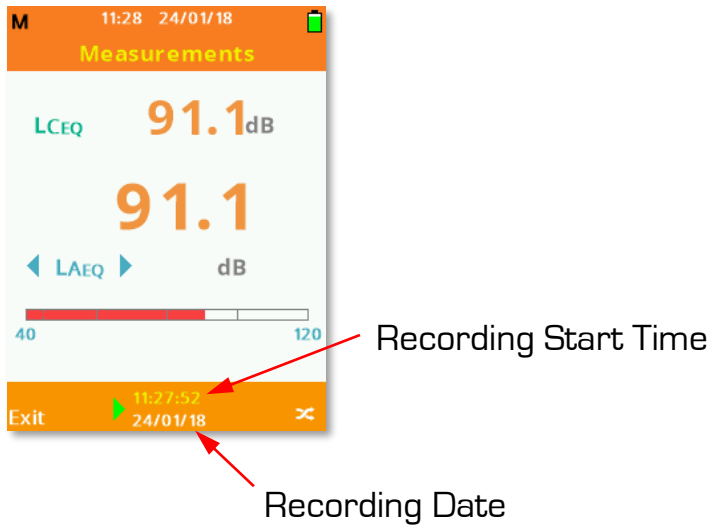 M 11:28 24/01/18
Measurements
LCEQ 91.1dB
91.1
LAEQ dB
40 120
Recording Start Time
11:27:52
Exit 24/01/18
Recording Date